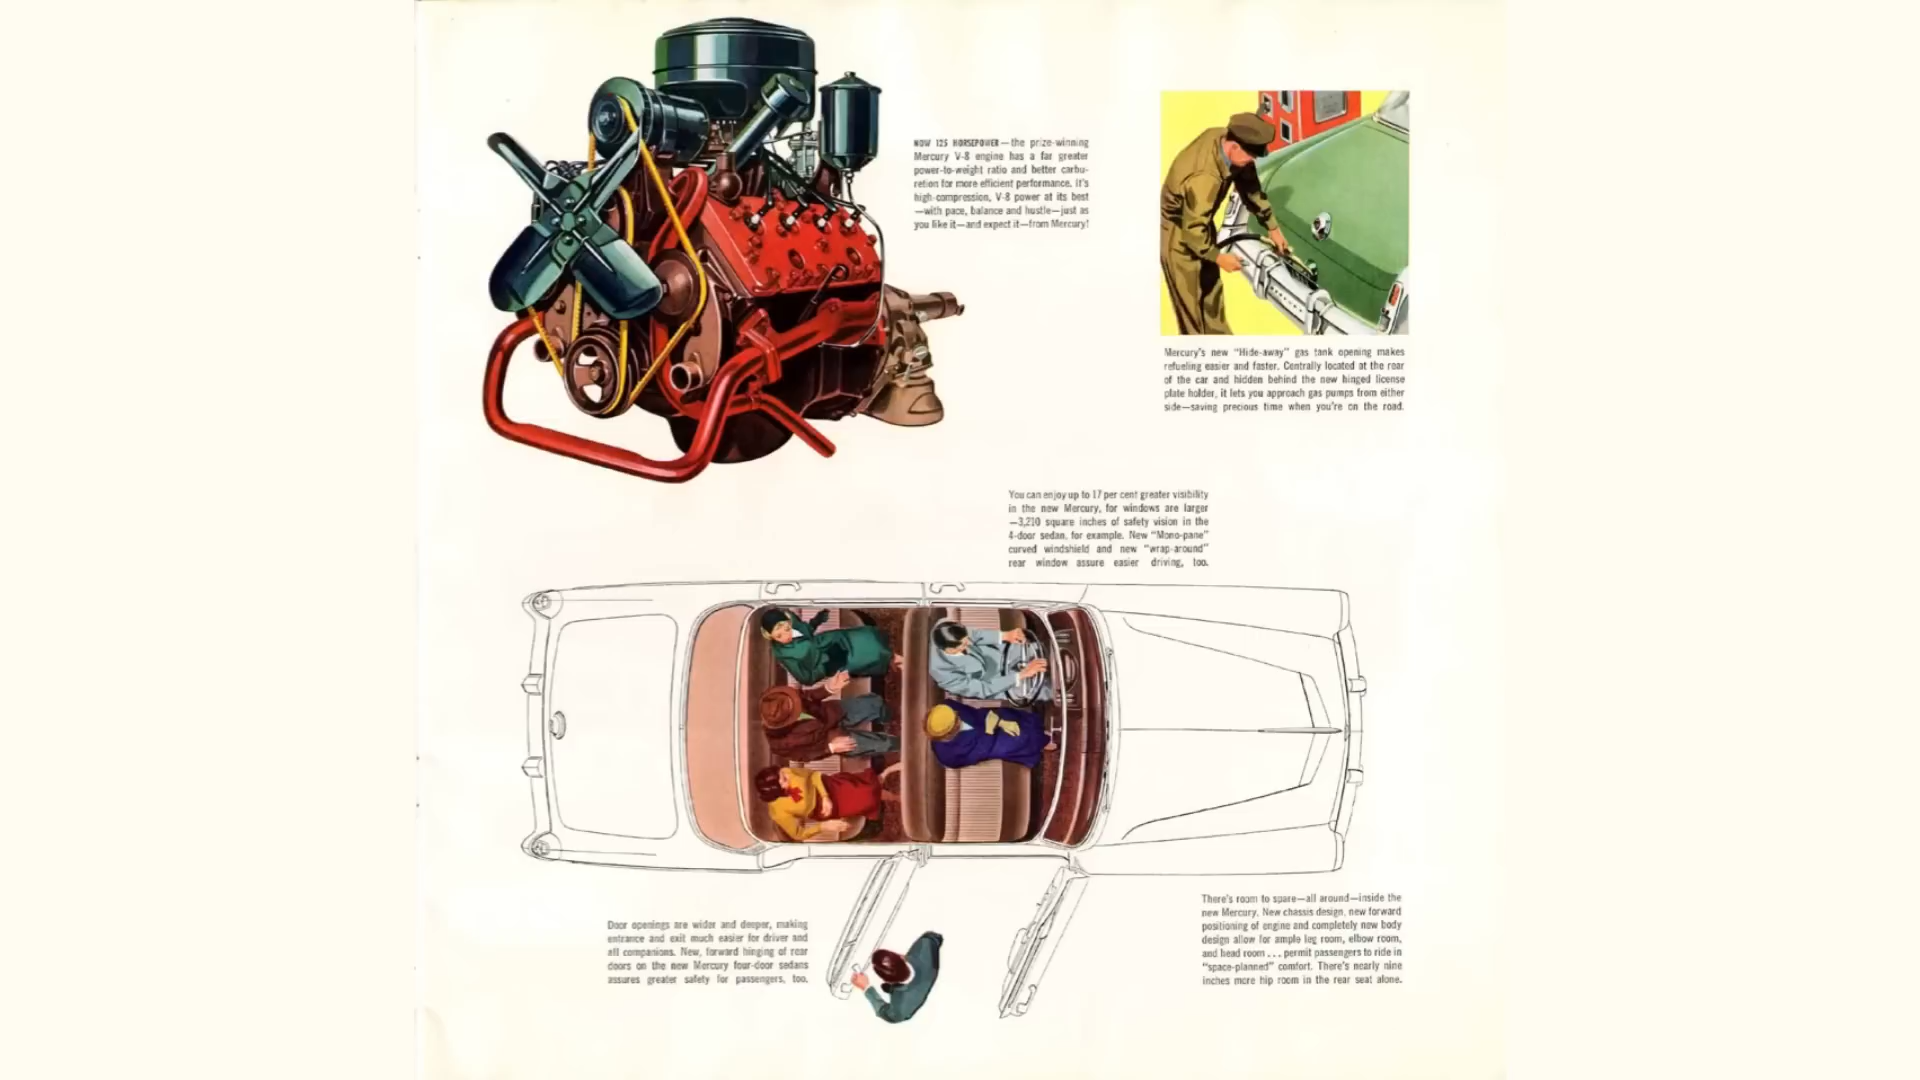 NOW 125 HORSEPOWER—the prize-winning
Mercury V-8 engine has a far greater
power-to-weight ratio and better carbu-
retion for more efficient performance. It's
high-compression, V-8 power at its best
—with pace, balance and hustle—just as
you like it—and expect it—from Mercury!
Mercury's new "Hide-away" gas tank opening makes
refueling easier and faster. Centrally located at the rear
of the car and hidden behind the new hinged license
plate holder, it lets you approach gas pumps from either
side—saving precious time when you're on the road.
You can enjoy up to 17 per cent greater visibility
in the new Mercury, for windows are larger
—3,210 square inches of safety vision in the
4-door sedan, for example. New "Mono-pane"
curved windshield and new "wrap-around"
rear window assure easier driving, too.
Door openings are wider and deeper, making
entrance and exit much easier for driver and
all companions. New, forward hinging of rear
doors on the new Mercury four-door sedans
assures greater safety for passengers, too.
There's room to spare—all around—inside the
new Mercury. New chassis design, new forward
positioning of engine and completely new body
design allow for ample leg room, elbow room,
and head room . . . permit passengers to ride in
"space-planned" comfort. There's nearly nine
inches more hip room in the rear seat alone.